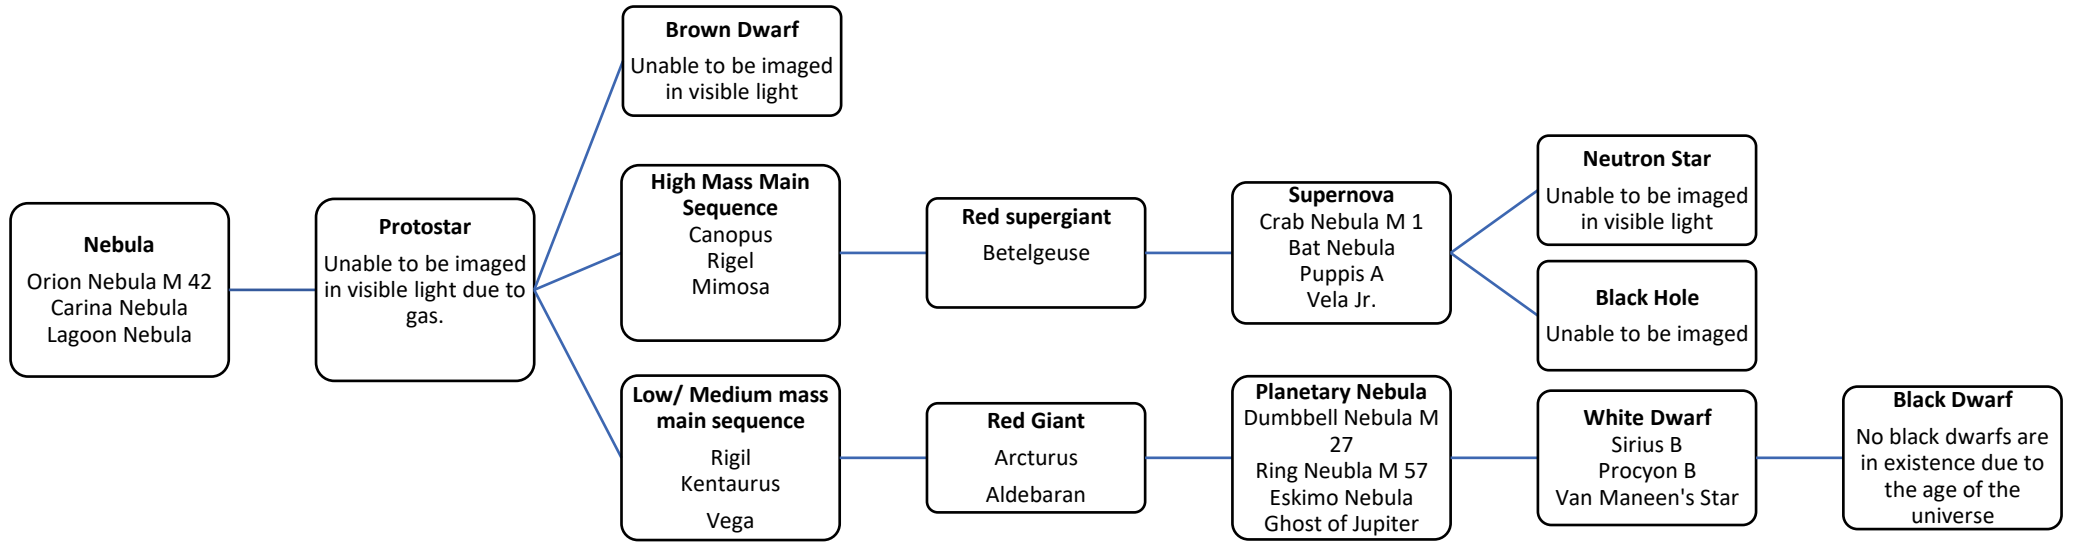 Nebula
Orion Nebula M 42
Carina Nebula
Lagoon Nebula
Protostar
Unable to be imaged
in visible light due to
gas.
Brown Dwarf
Unable to be imaged
in visible light
High Mass Main
Sequence
Canopus
Rigel
Mimosa
Low/ Medium mass
main sequence
Rigil
Kentaurus
Vega
Red supergiant
Betelgeuse
Red Giant
Arcturus
Aldebaran
Supernova
Crab Nebula M 1
Bat Nebula
Puppis A
Vela Jr.
Planetary Nebula
Dumbbell Nebula M
27
Ring Neubla M 57
Eskimo Nebula
Ghost of Jupiter
Neutron Star
Unable to be imaged
in visible light
Black Hole
Unable to be imaged
White Dwarf
Sirius B
Procyon B
Van Maneen's Star
Black Dwarf
No black dwarfs are
in existence due to
the age of the
universe